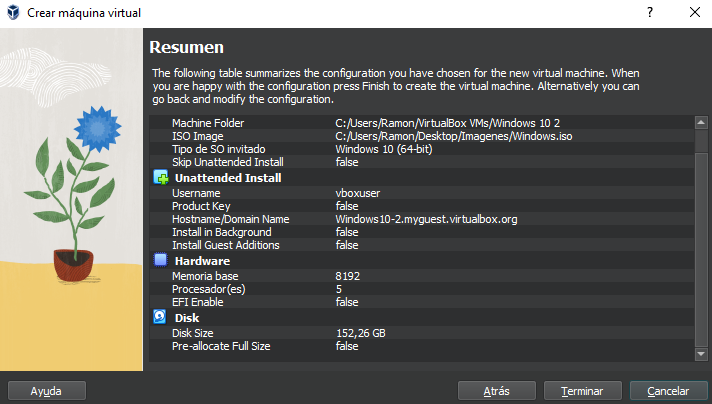 Crear máquina virtual
?
Resumen
The following table summarizes the configuration you have chosen for the new virtual machine. When
you are happy with the configuration press Finish to create the virtual machine. Alternatively you can
go back and modify the configuration.
Machine Folder C:/Users/Ramon/VirtualBox VMs/Windows 10 2
ISO Image C:/Users/Ramon/Desktop/Imagenes/Windows.iso
Tipo de SO invitado Windows 10 (64-bit)
Skip Unattended Install false
Unattended Install
Username vboxuser
Product Key false
Hostname/Domain Name Windows10-2.myguest.virtualbox.org
Install in Background false
Install Guest Additions false
Hardware
Memoria base 8192
Procesador(es) 5
EFI Enable false
Disk
Disk Size 152,26 GB
Pre-allocate Full Size false
Ayuda Atrás Terminar Cancelar